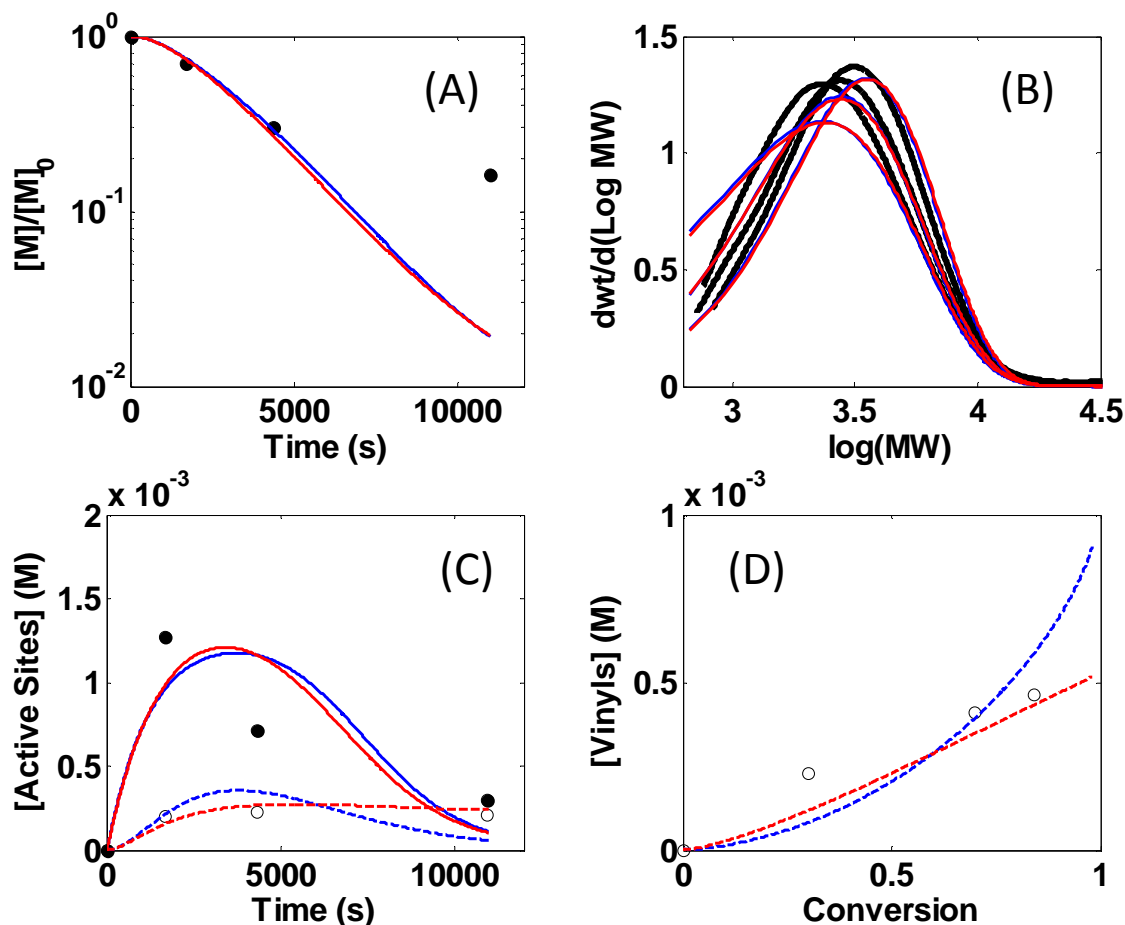 (A)
10^0
10^-1
10^-2
[M]/[M]_0
0 5000 10000
Time (s)
(B)
1.5
1
0.5
0
dwt/d(Log MW)
3 3.5 4 4.5
log(MW)
(C)
x 10^-3
2
1.5
1
0.5
0
[Active Sites] (M)
0 5000 10000
Time (s)
(D)
x 10^-3
1
0.5
0
[Vinyls] (M)
0 0.5 1
Conversion